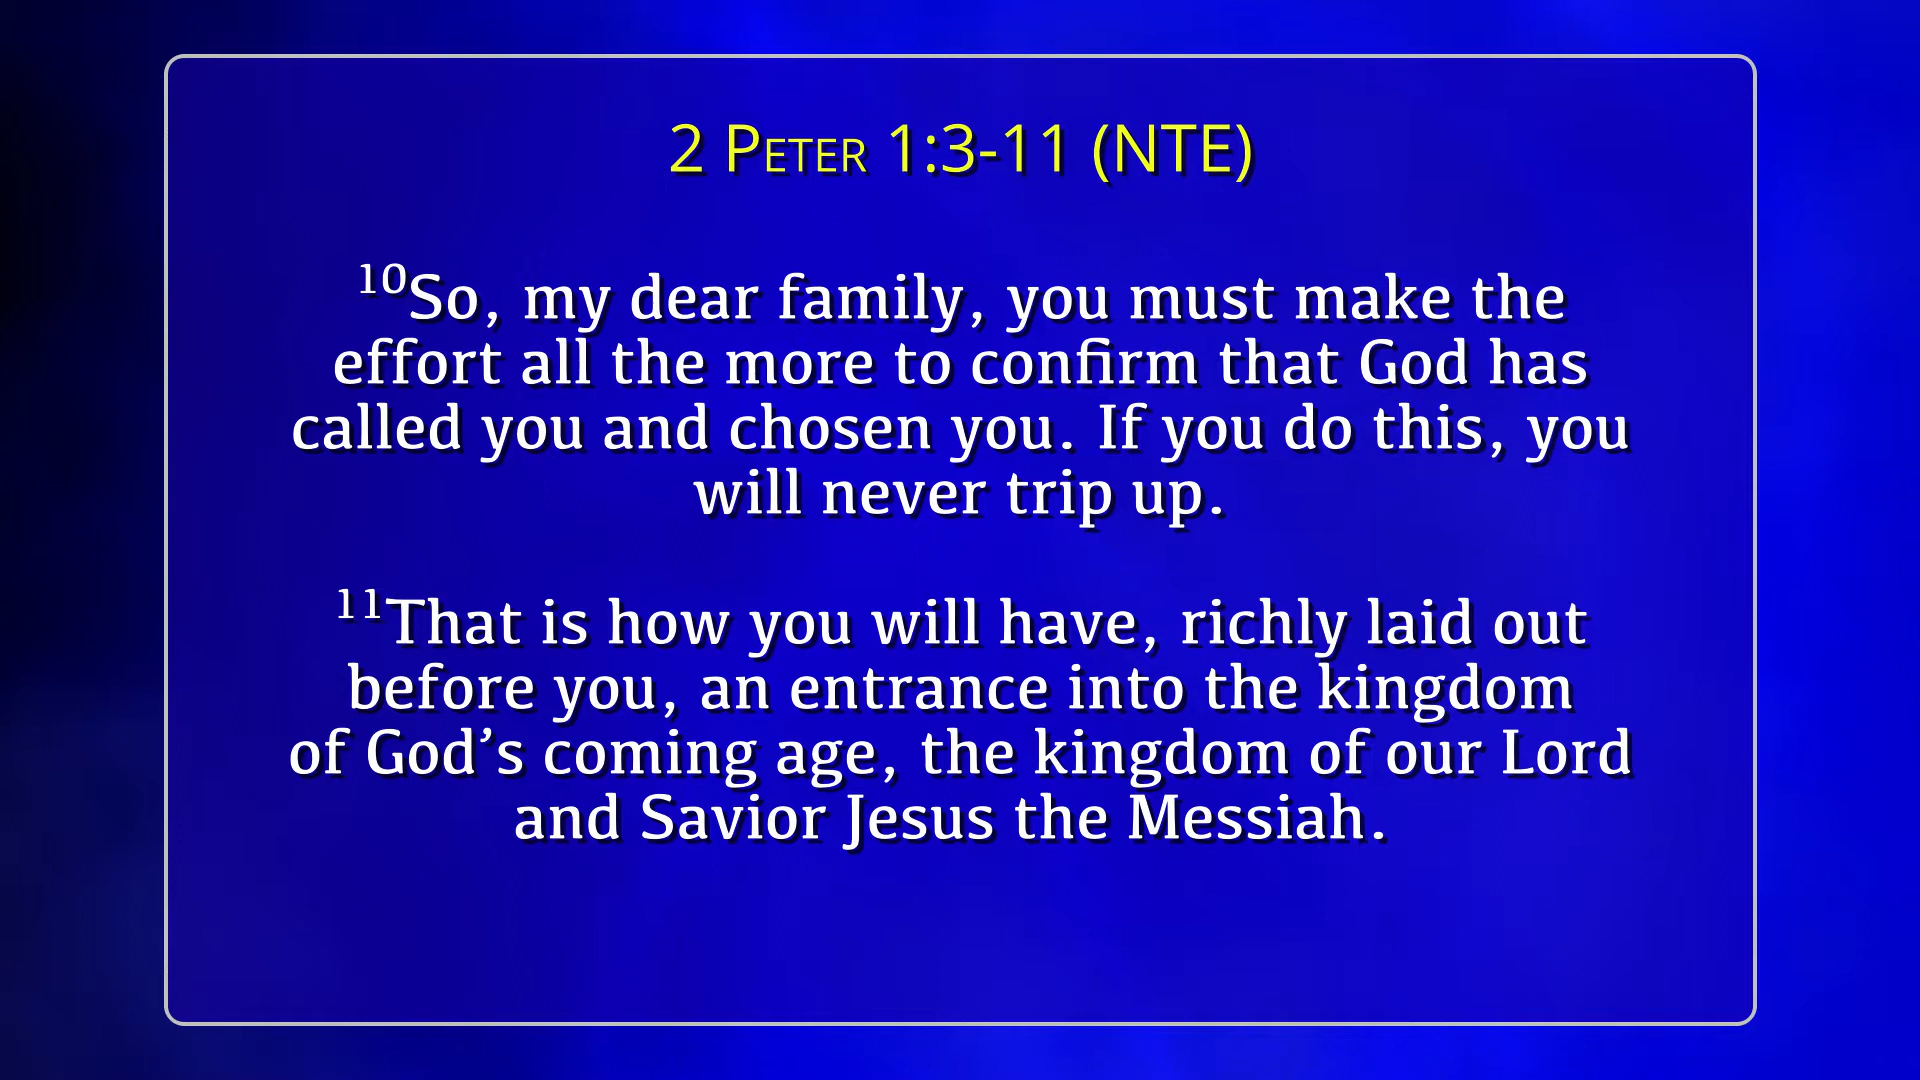 2 Peter 1:3-11 (NTE)
10So, my dear family, you must make the
effort all the more to confirm that God has
called you and chosen you. If you do this, you
will never trip up.
11That is how you will have, richly laid out
before you, an entrance into the kingdom
of God’s coming age, the kingdom of our Lord
and Savior Jesus the Messiah.